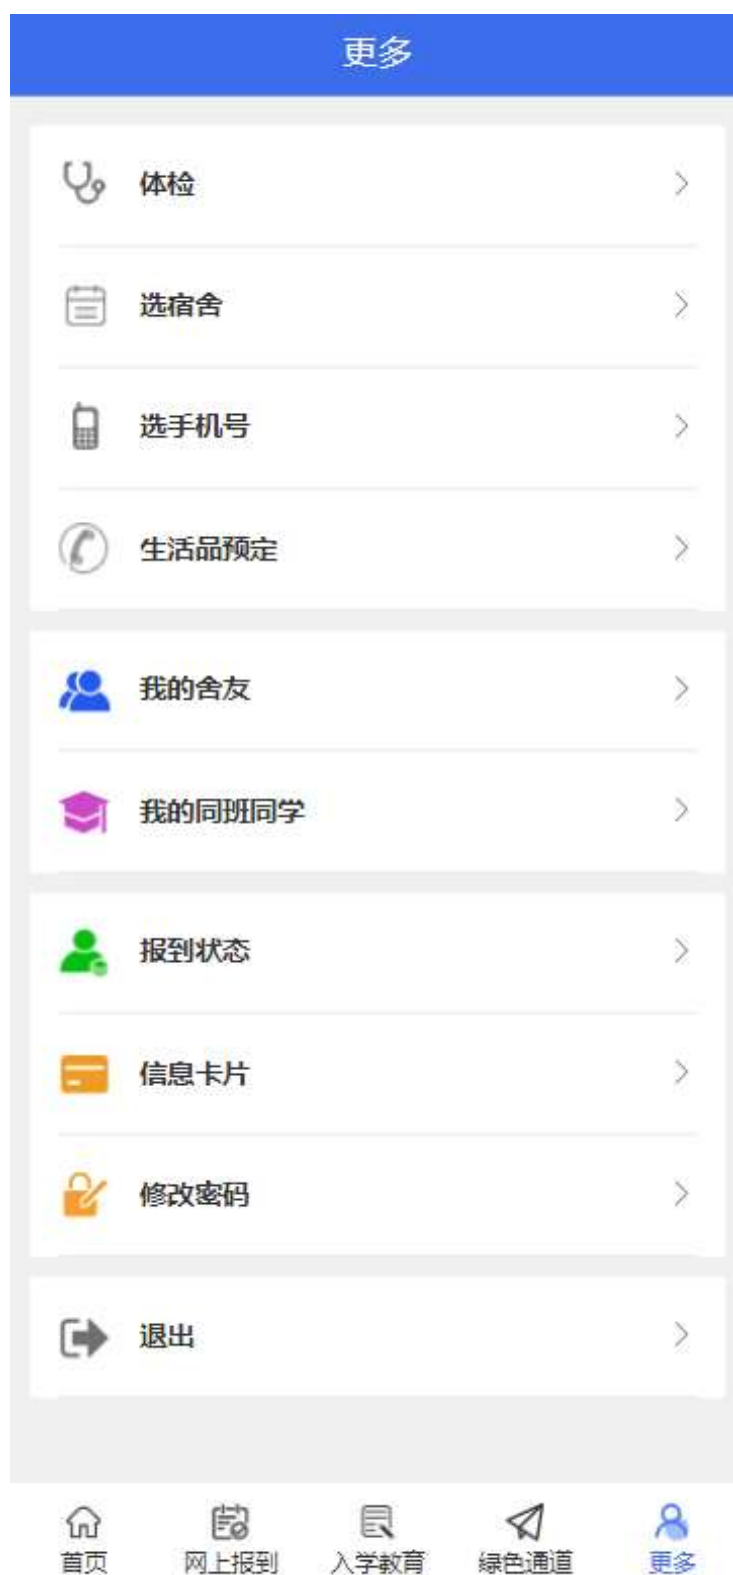 更多
体检
选宿舍
选手机号
生活品预定
我的舍友
我的同班同学
报到状态
信息卡片
修改密码
退出
首页 网上报到 入学教育 绿色通道 更多